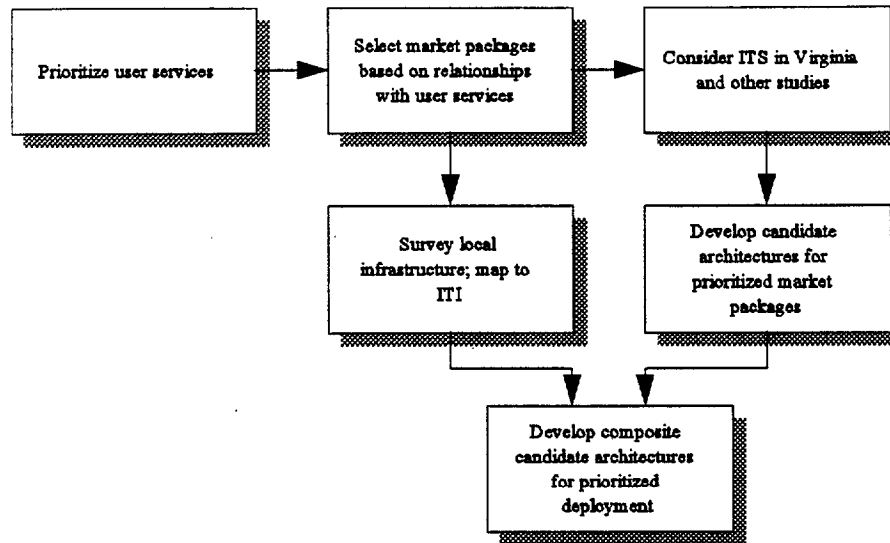 Prioritize user services
Select market packages
based on relationships
with user services
Consider ITS in Virginia
and other studies
Survey local
infrastructure; map to
ITI
Develop candidate
architectures for
prioritized market
packages
Develop composite
candidate architectures
for prioritized
deployment